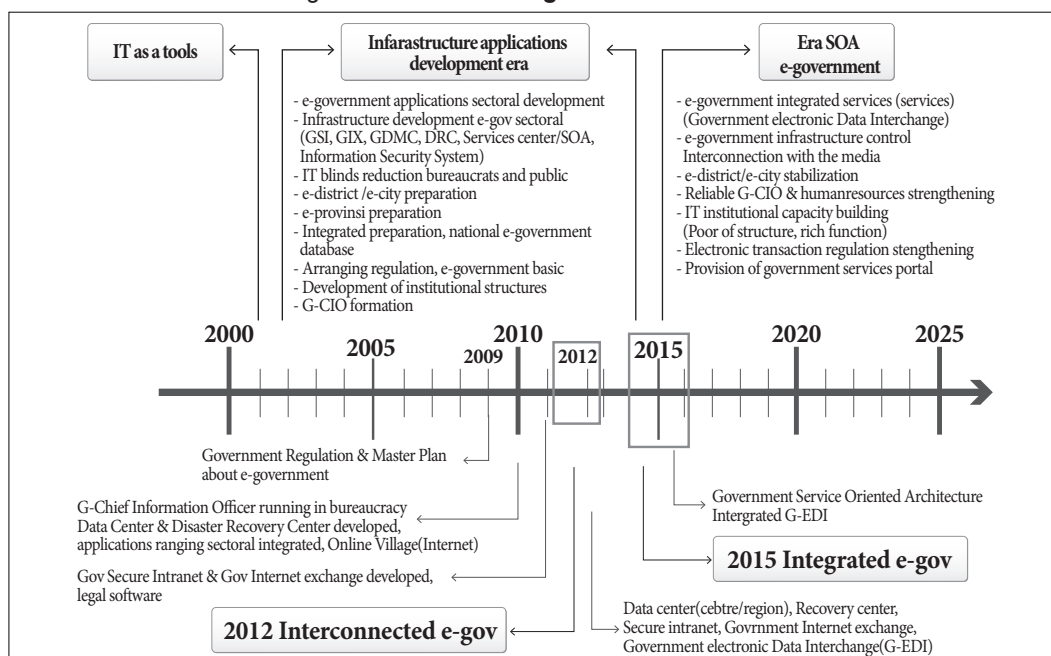 IT as a tools
Infarastructure applications
development era
Era SOA
e-government
- e-government applications sectoral development
- Infrastructure development e-gov sectoral
(GSI, GIX, GDMC, DRC, Services center/SOA,
Information Security System)
- IT blinds reduction bureaucrats and public
- e-district /e-city preparation
- e-provinsi preparation
- Integrated preparation, national e-government
database
- Arranging regulation, e-government basic
- Development of institutional structures
- G-CIO formation
- e-government integrated services (services)
(Government electronic Data Interchange)
- e-government infrastructure control
Interconnection with the media
- e-district/e-city stabilization
- Reliable G-CIO & humanresources strengthening
- IT institutional capacity building
(Poor of structure, rich function)
- Electronic transaction regulation stengthening
- Provision of government services portal
2000
2005
2009
2010
2012
2015
2020
2025
Government Regulation & Master Plan
about e-government
G-Chief Information Officer running in bureaucracy
Data Center & Disaster Recovery Center developed,
applications ranging sectoral integrated, Online Village(Internet)
Gov Secure Intranet & Gov Internet exchange developed,
legal software
2012 Interconnected e-gov
Government Service Oriented Architecture
Intergrated G-EDI
2015 Integrated e-gov
Data center(cebtre/region), Recovery center,
Secure intranet, Govrnment Internet exchange,
Government electronic Data Interchange(G-EDI)